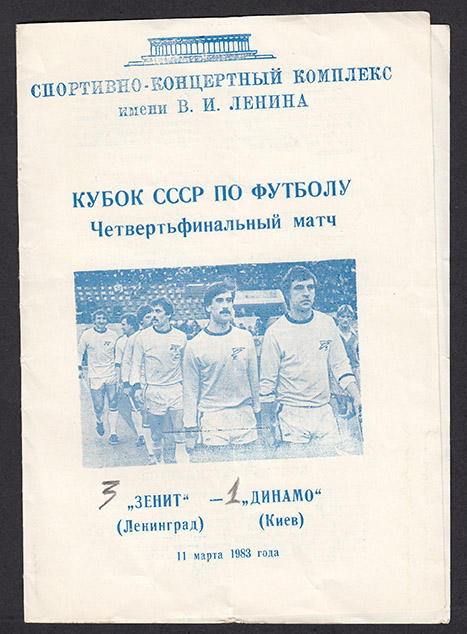 СПОРТИВНО-КОНЦЕРТНЫЙ КОМПЛЕКС
имени В. И. ЛЕНИНА
КУБОК СССР ПО ФУТБОЛУ
Четвертьфинальный матч
3 „ЗЕНИТ“ — 1 „ДИНАМО“
(Ленинград) (Киев)
11 марта 1983 года